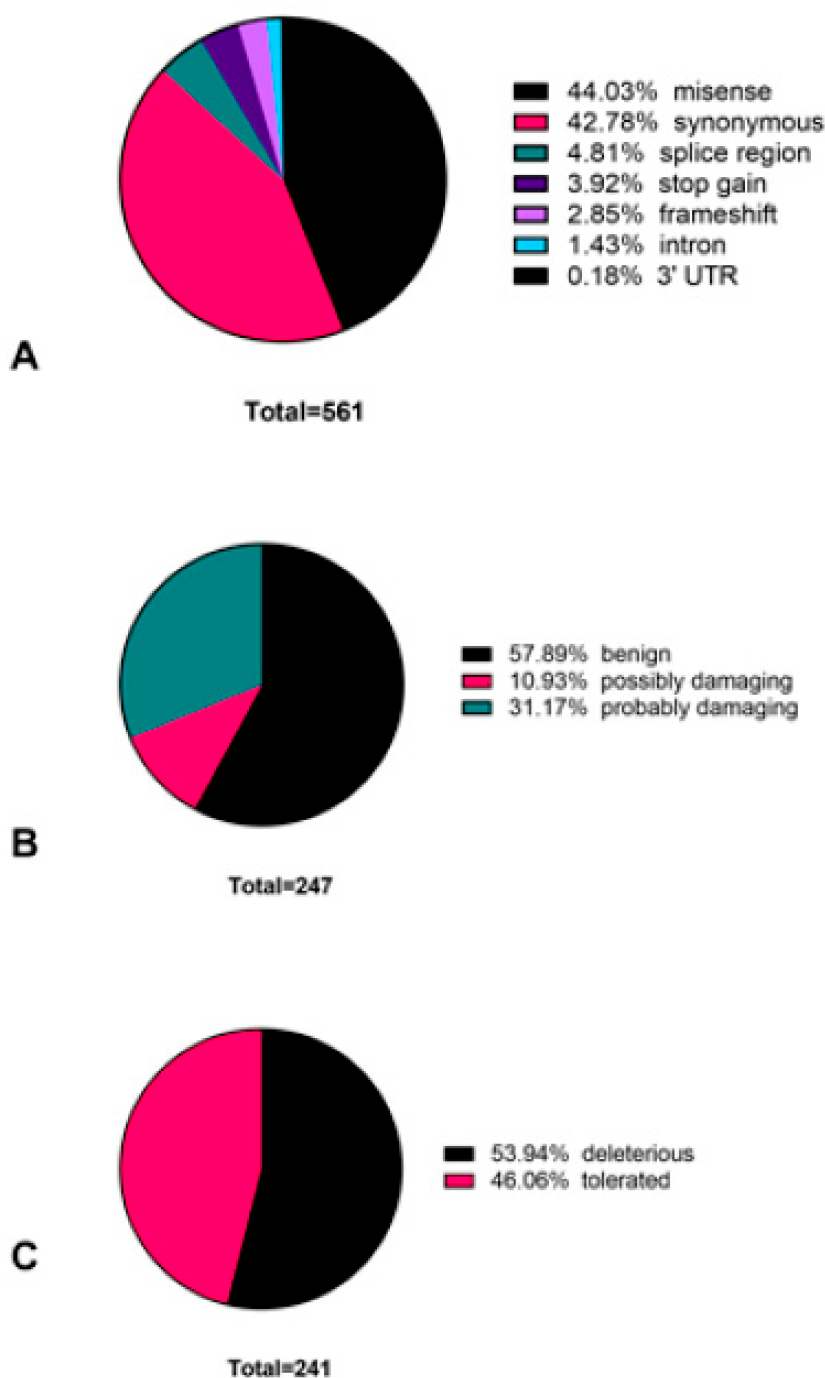 44.03% misense
42.78% synonymous
4.81% splice region
3.92% stop gain
2.85% frameshift
1.43% intron
0.18% 3' UTR
A
Total=561
57.89% benign
10.93% possibly damaging
31.17% probably damaging
B
Total=247
53.94% deleterious
46.06% tolerated
C
Total=241